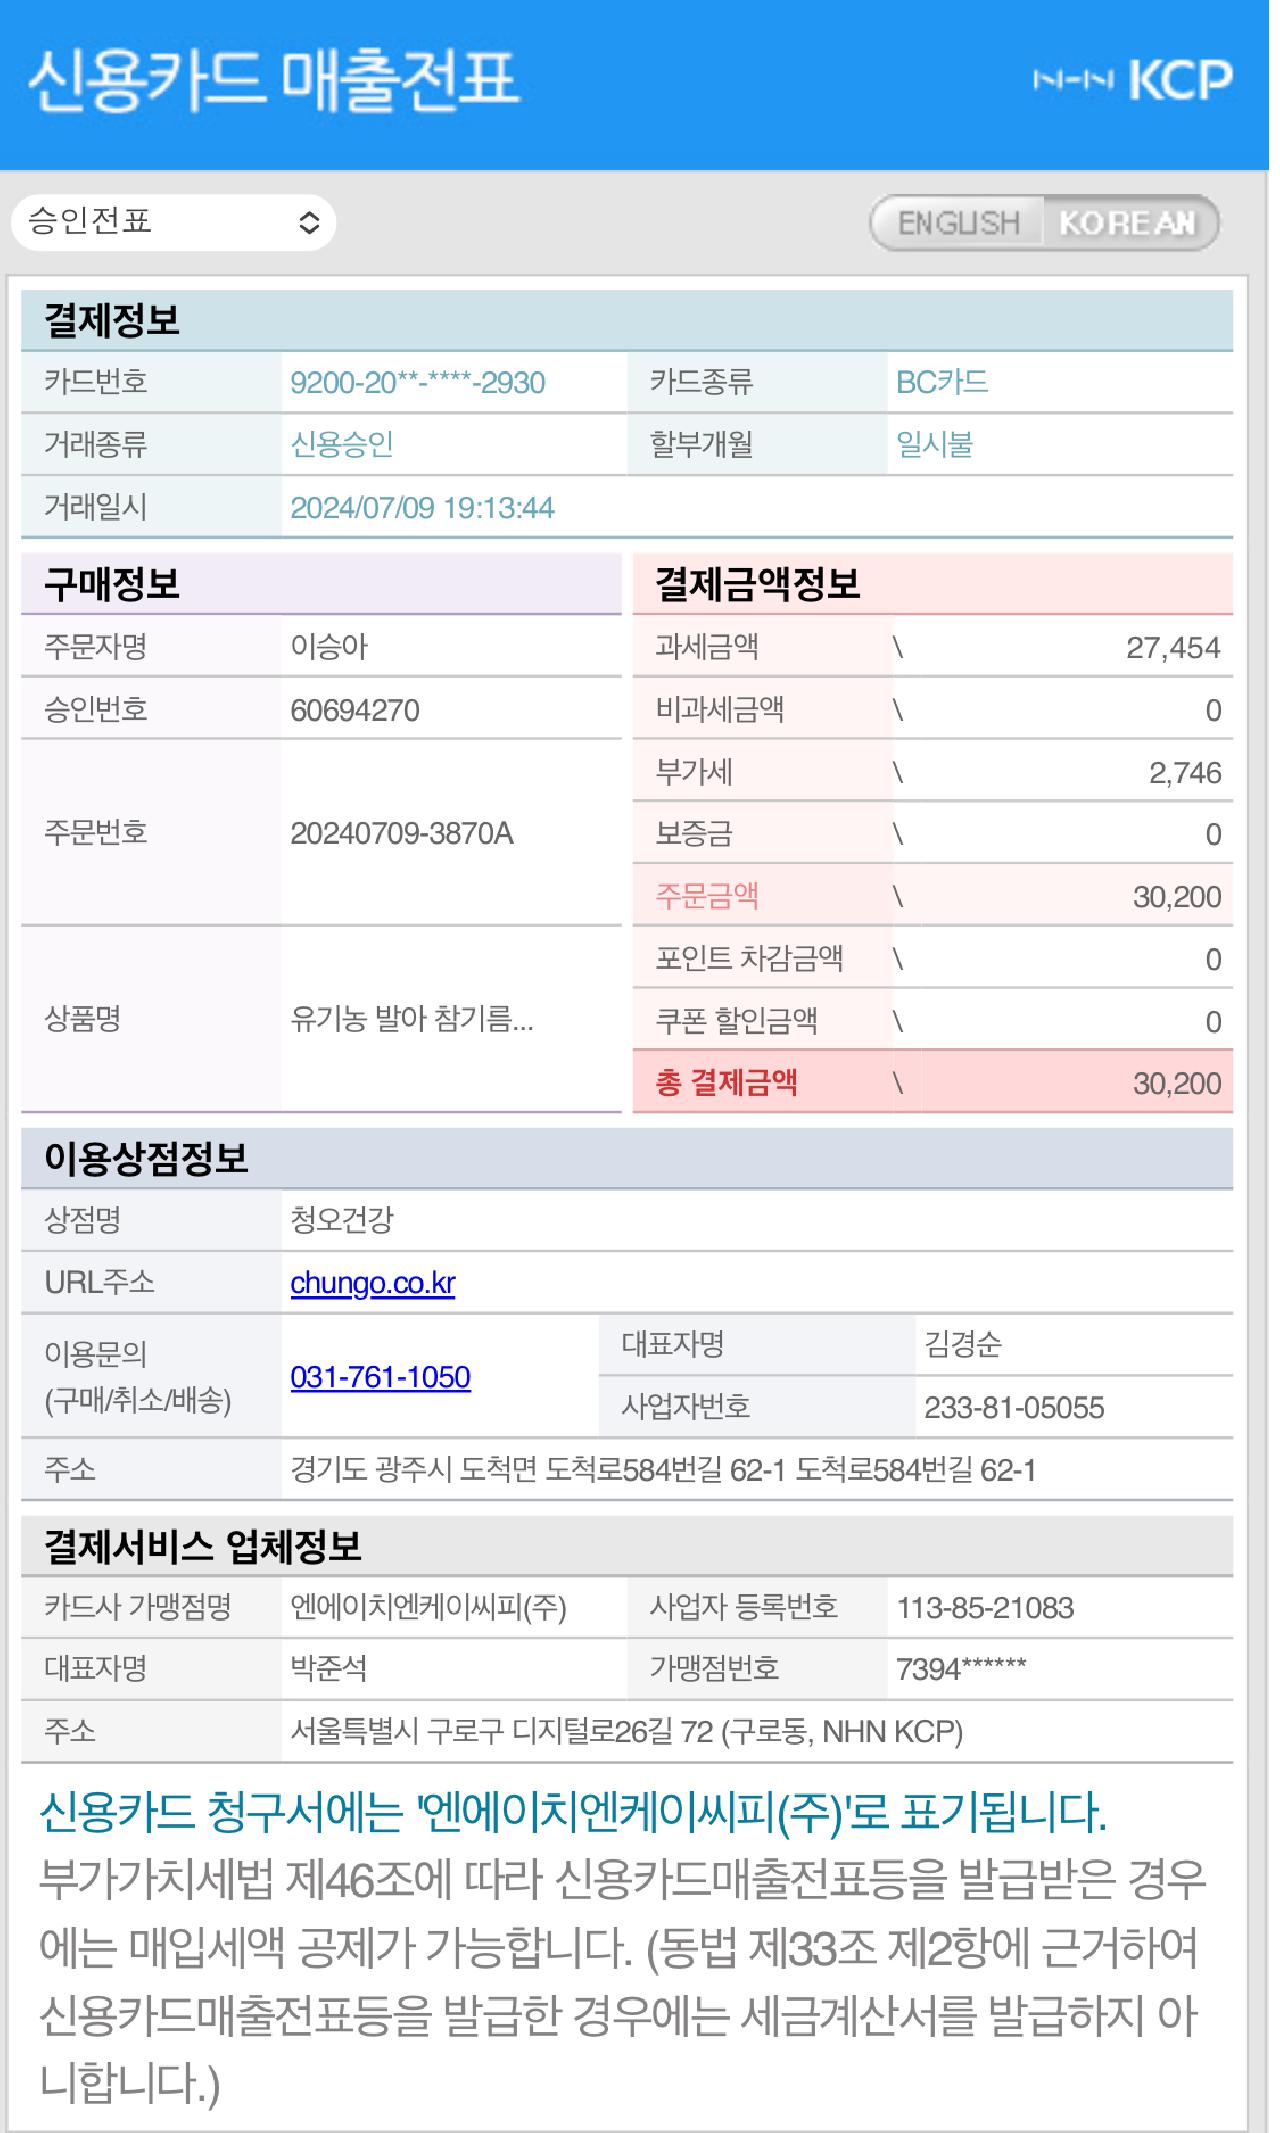 신용카드 매출전표
NHN KCP
승인전표
ENGLISH KOREAN
결제정보
카드번호 9200-20**-****-2930 카드종류 BC카드
거래종류 신용승인 할부개월 일시불
거래일시 2024/07/09 19:13:44
구매정보
주문자명 이승아
승인번호 60694270
주문번호 20240709-3870A
상품명 유기농 발아 참기름...
결제금액정보
과세금액 \ 27,454
비과세금액 \ 0
부가세 \ 2,746
보증금 \ 0
주문금액 \ 30,200
포인트 차감금액 \ 0
쿠폰 할인금액 \ 0
총 결제금액 \ 30,200
이용상점정보
상점명 청오건강
URL주소 chungo.co.kr
이용문의
(구매/취소/배송)
031-761-1050
대표자명 김경순
사업자번호 233-81-05055
주소 경기도 광주시 도척면 도척로584번길 62-1 도척로584번길 62-1
결제서비스 업체정보
카드사 가맹점명 엔에이치엔케이씨피(주) 사업자 등록번호 113-85-21083
대표자명 박준석 가맹점번호 7394******
주소 서울특별시 구로구 디지털로26길 72 (구로동, NHN KCP)
신용카드 청구서에는 '엔에이치엔케이씨피(주)'로 표기됩니다.
부가가치세법 제46조에 따라 신용카드매출전표등을 발급받은 경우
에는 매입세액 공제가 가능합니다. (동법 제33조 제2항에 근거하여
신용카드매출전표등을 발급한 경우에는 세금계산서를 발급하지 아
니합니다.)